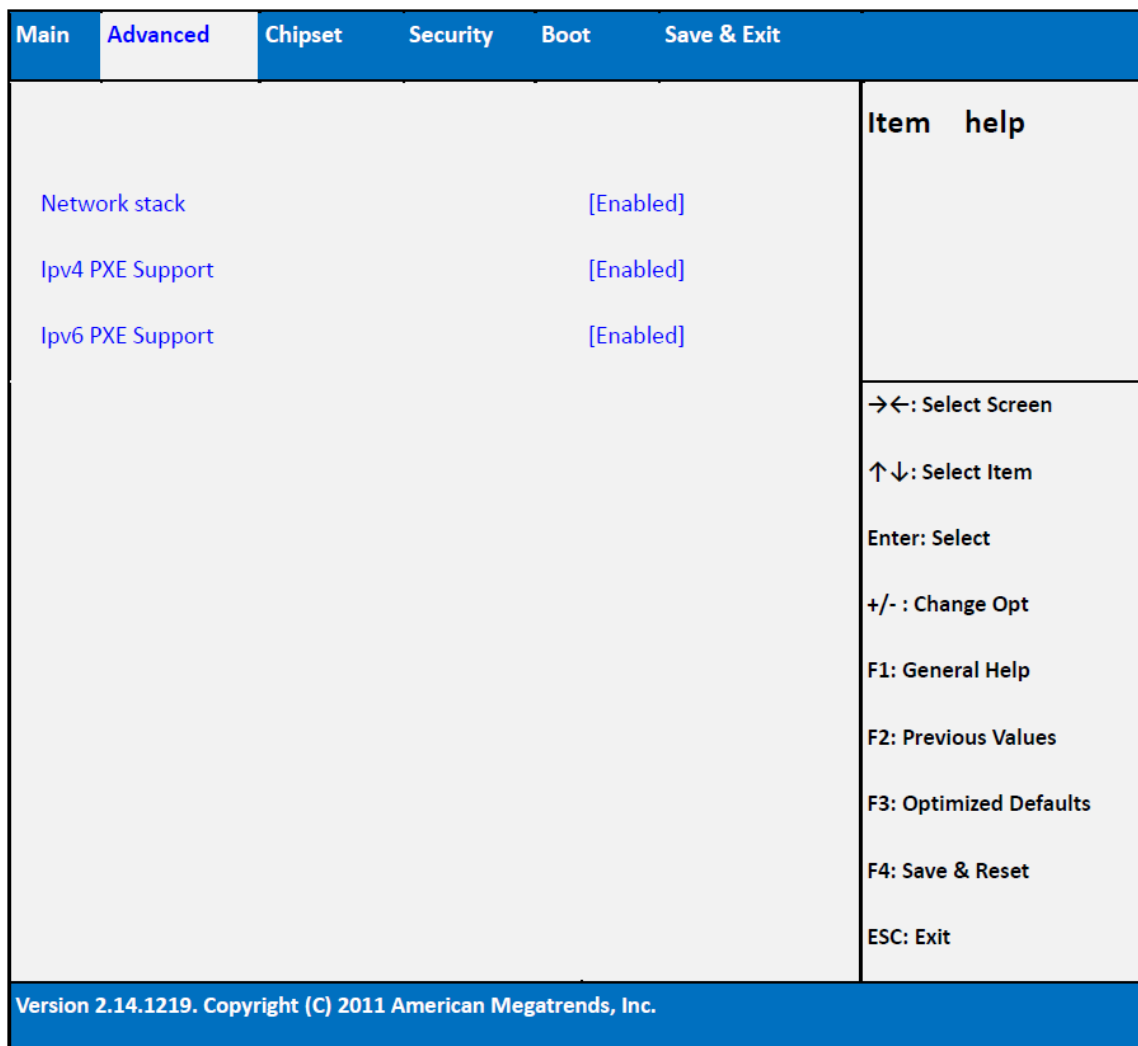 Main Advanced Chipset Security Boot Save & Exit
Item help
Network stack [Enabled]
Ipv4 PXE Support [Enabled]
Ipv6 PXE Support [Enabled]
→←: Select Screen
↑↓: Select Item
Enter: Select
+/- : Change Opt
F1: General Help
F2: Previous Values
F3: Optimized Defaults
F4: Save & Reset
ESC: Exit
Version 2.14.1219. Copyright (C) 2011 American Megatrends, Inc.